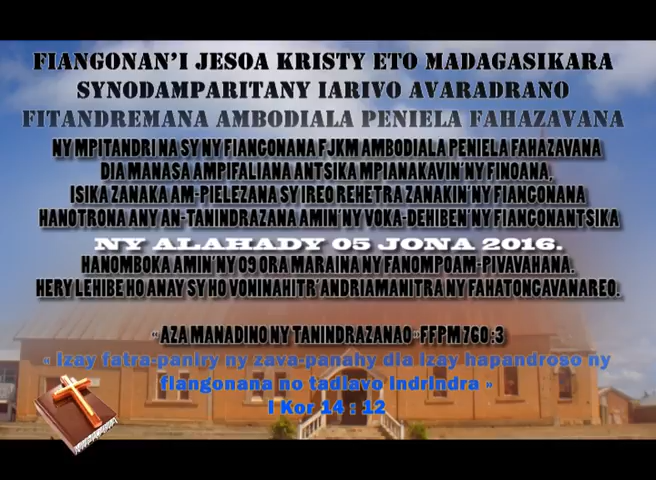 FIANGONAN'I JESOA KRISTY ETO MADAGASIKARA
SYNODAMPARITANY IARIVO AVARADRANO
FITANDREMANA AMBODIALA PENIELA FAHAZAVANA
NY MPITANDRINA SY NY FIANGONANA FJKM AMBODIALA PENIELA FAHAZAVANA
DIA MANASA AMPIFALIANA ANTSIKA MPIANAKAVIN'NY FINOANA,
ISIKA ZANAKA AM-PIELEZANA SY IREO REHETRA ZANAKIN'NY FIANGONANA
HANOTRONA ANY AN-TANINDRAZANA AMIN'NY VOKA-DEHIBEN'NY FIANGONANTSIKA
NY ALAHADY 05 JONA 2016.
HANOMBOKA AMIN'NY 09 ORA MARAINA NY FANOMPOAM-PIVAVAHANA.
HERY LEHIBE HO ANAY SY HO VONINAHITR'ANDRIAMANITRA NY FAHATONGAVANAREO.
« AZA MANADINO NY TANINDRAZANAO » FFPM 760 :3
« Izay fatra-paniry ny zava-panahy dia izay hapandroso ny
fiangonana no tadiavo indrindra »
I Kor 14 : 12